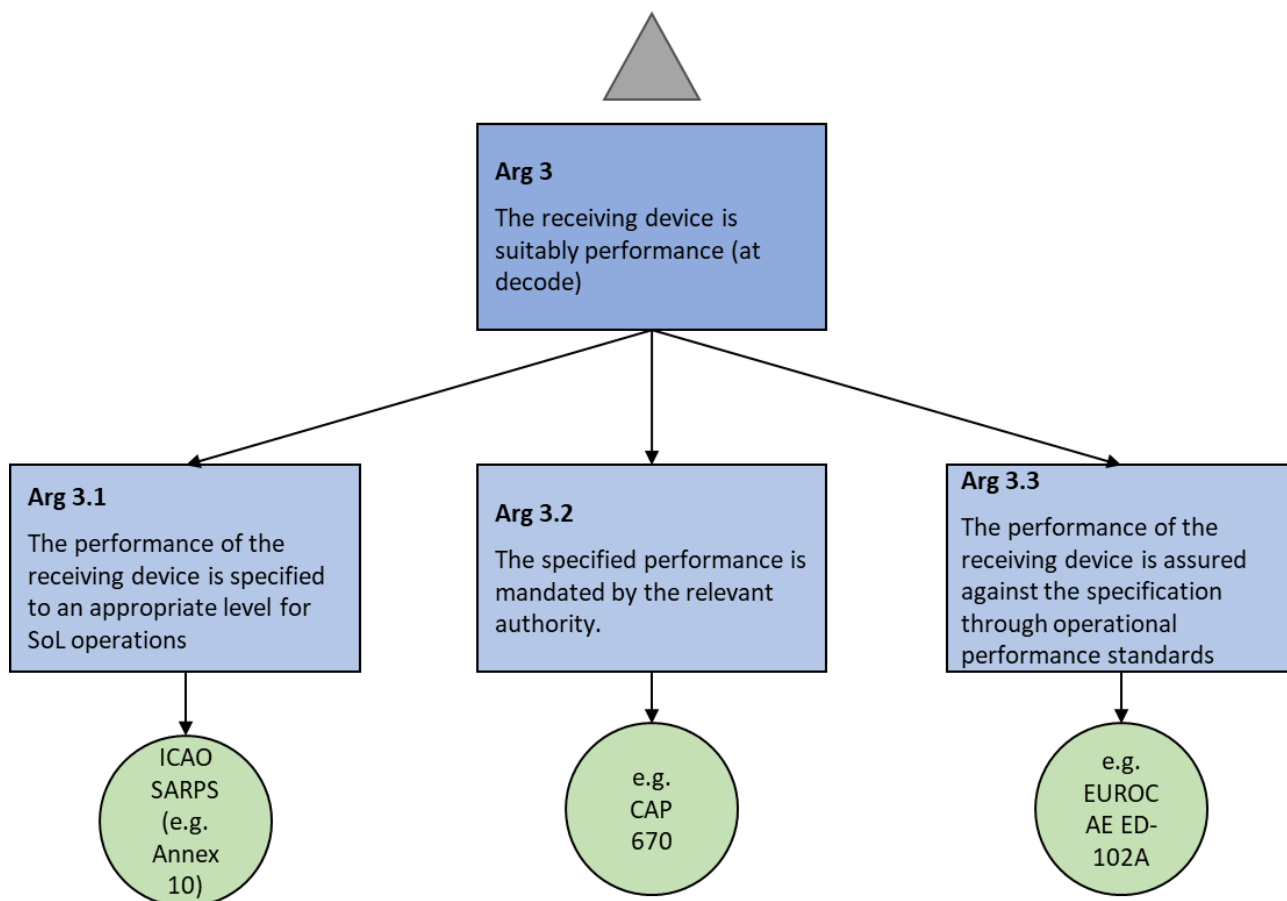 Arg 3
The receiving device is
suitably performance (at
decode)
Arg 3.1
The performance of the
receiving device is specified
to an appropriate level for
SoL operations
Arg 3.2
The specified performance is
mandated by the relevant
authority.
Arg 3.3
The performance of the
receiving device is assured
against the specification
through operational
performance standards
ICAO
SARPS
(e.g.
Annex
10)
e.g.
CAP
670
e.g.
EUROC
AE ED-
102A